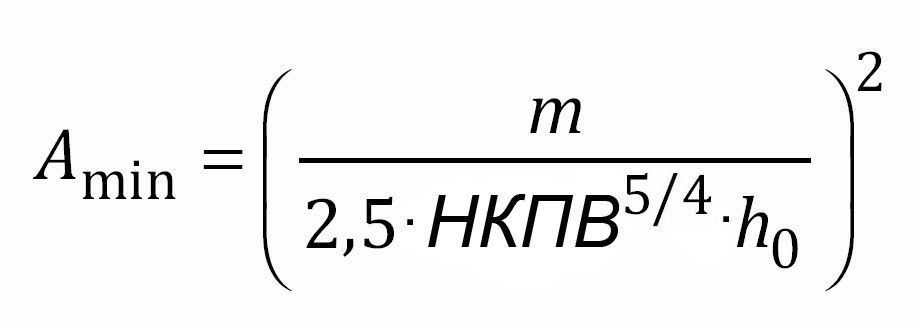 A_min = (m / (2,5 · НКПВ^5/4 · h_0))^2